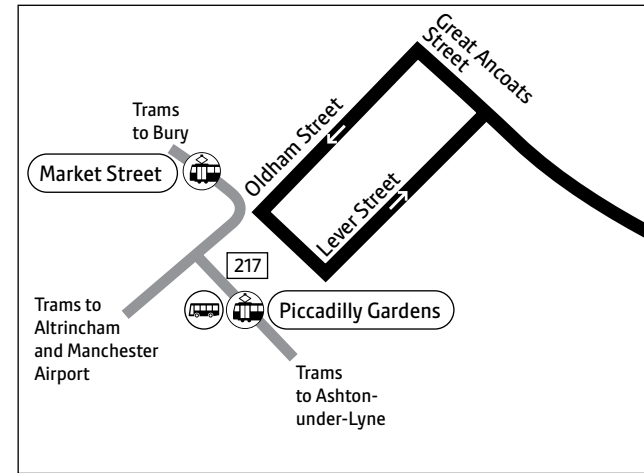 Great Ancoats
Street
Trams
to Bury
Oldham Street
Market Street
Lever Street
217
Piccadilly Gardens
Trams to
Altrincham
and Manchester
Airport
Trams
to Ashton-
under-Lyne